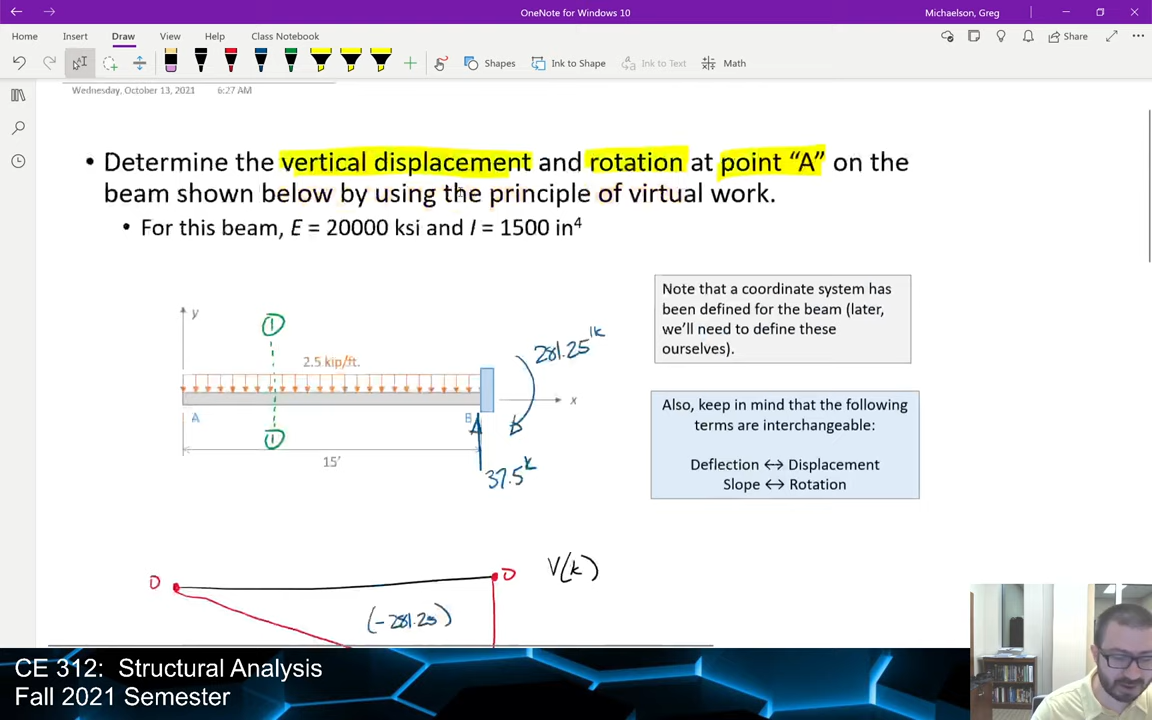 OneNote for Windows 10
Michaelson, Greg
Home Insert Draw View Help Class Notebook
Share
Shapes Ink to Shape Ink to Text Math
Wednesday, October 13, 2021 6:27 AM
• Determine the vertical displacement and rotation at point “A” on the
beam shown below by using the principle of virtual work.
• For this beam, E = 20000 ksi and I = 1500 in⁴
y
1
2.5 kip/ft.
281.25 ᴵᵏ
x
A
B
1
15'
37.5ᵏ
Note that a coordinate system has
been defined for the beam (later,
we’ll need to define these
ourselves).
Also, keep in mind that the following
terms are interchangeable:
Deflection ↔ Displacement
Slope ↔ Rotation
0
0
V(k)
(-281.25)
CE 312: Structural Analysis
Fall 2021 Semester